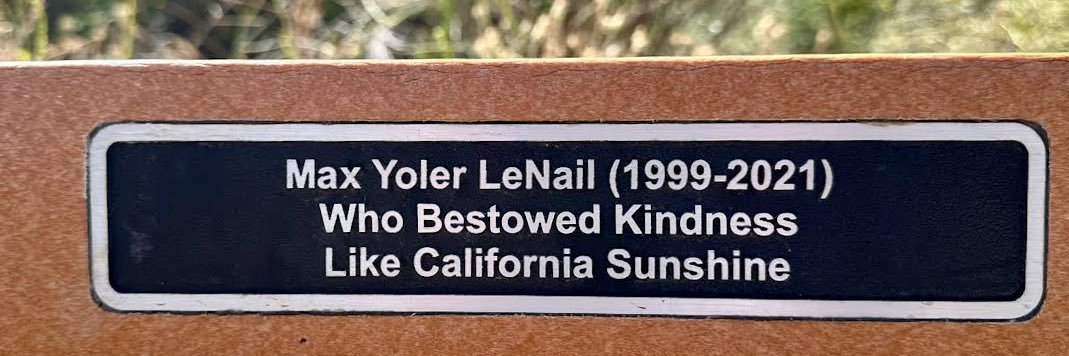 Max Yoler LeNail (1999-2021)
Who Bestowed Kindness
Like California Sunshine